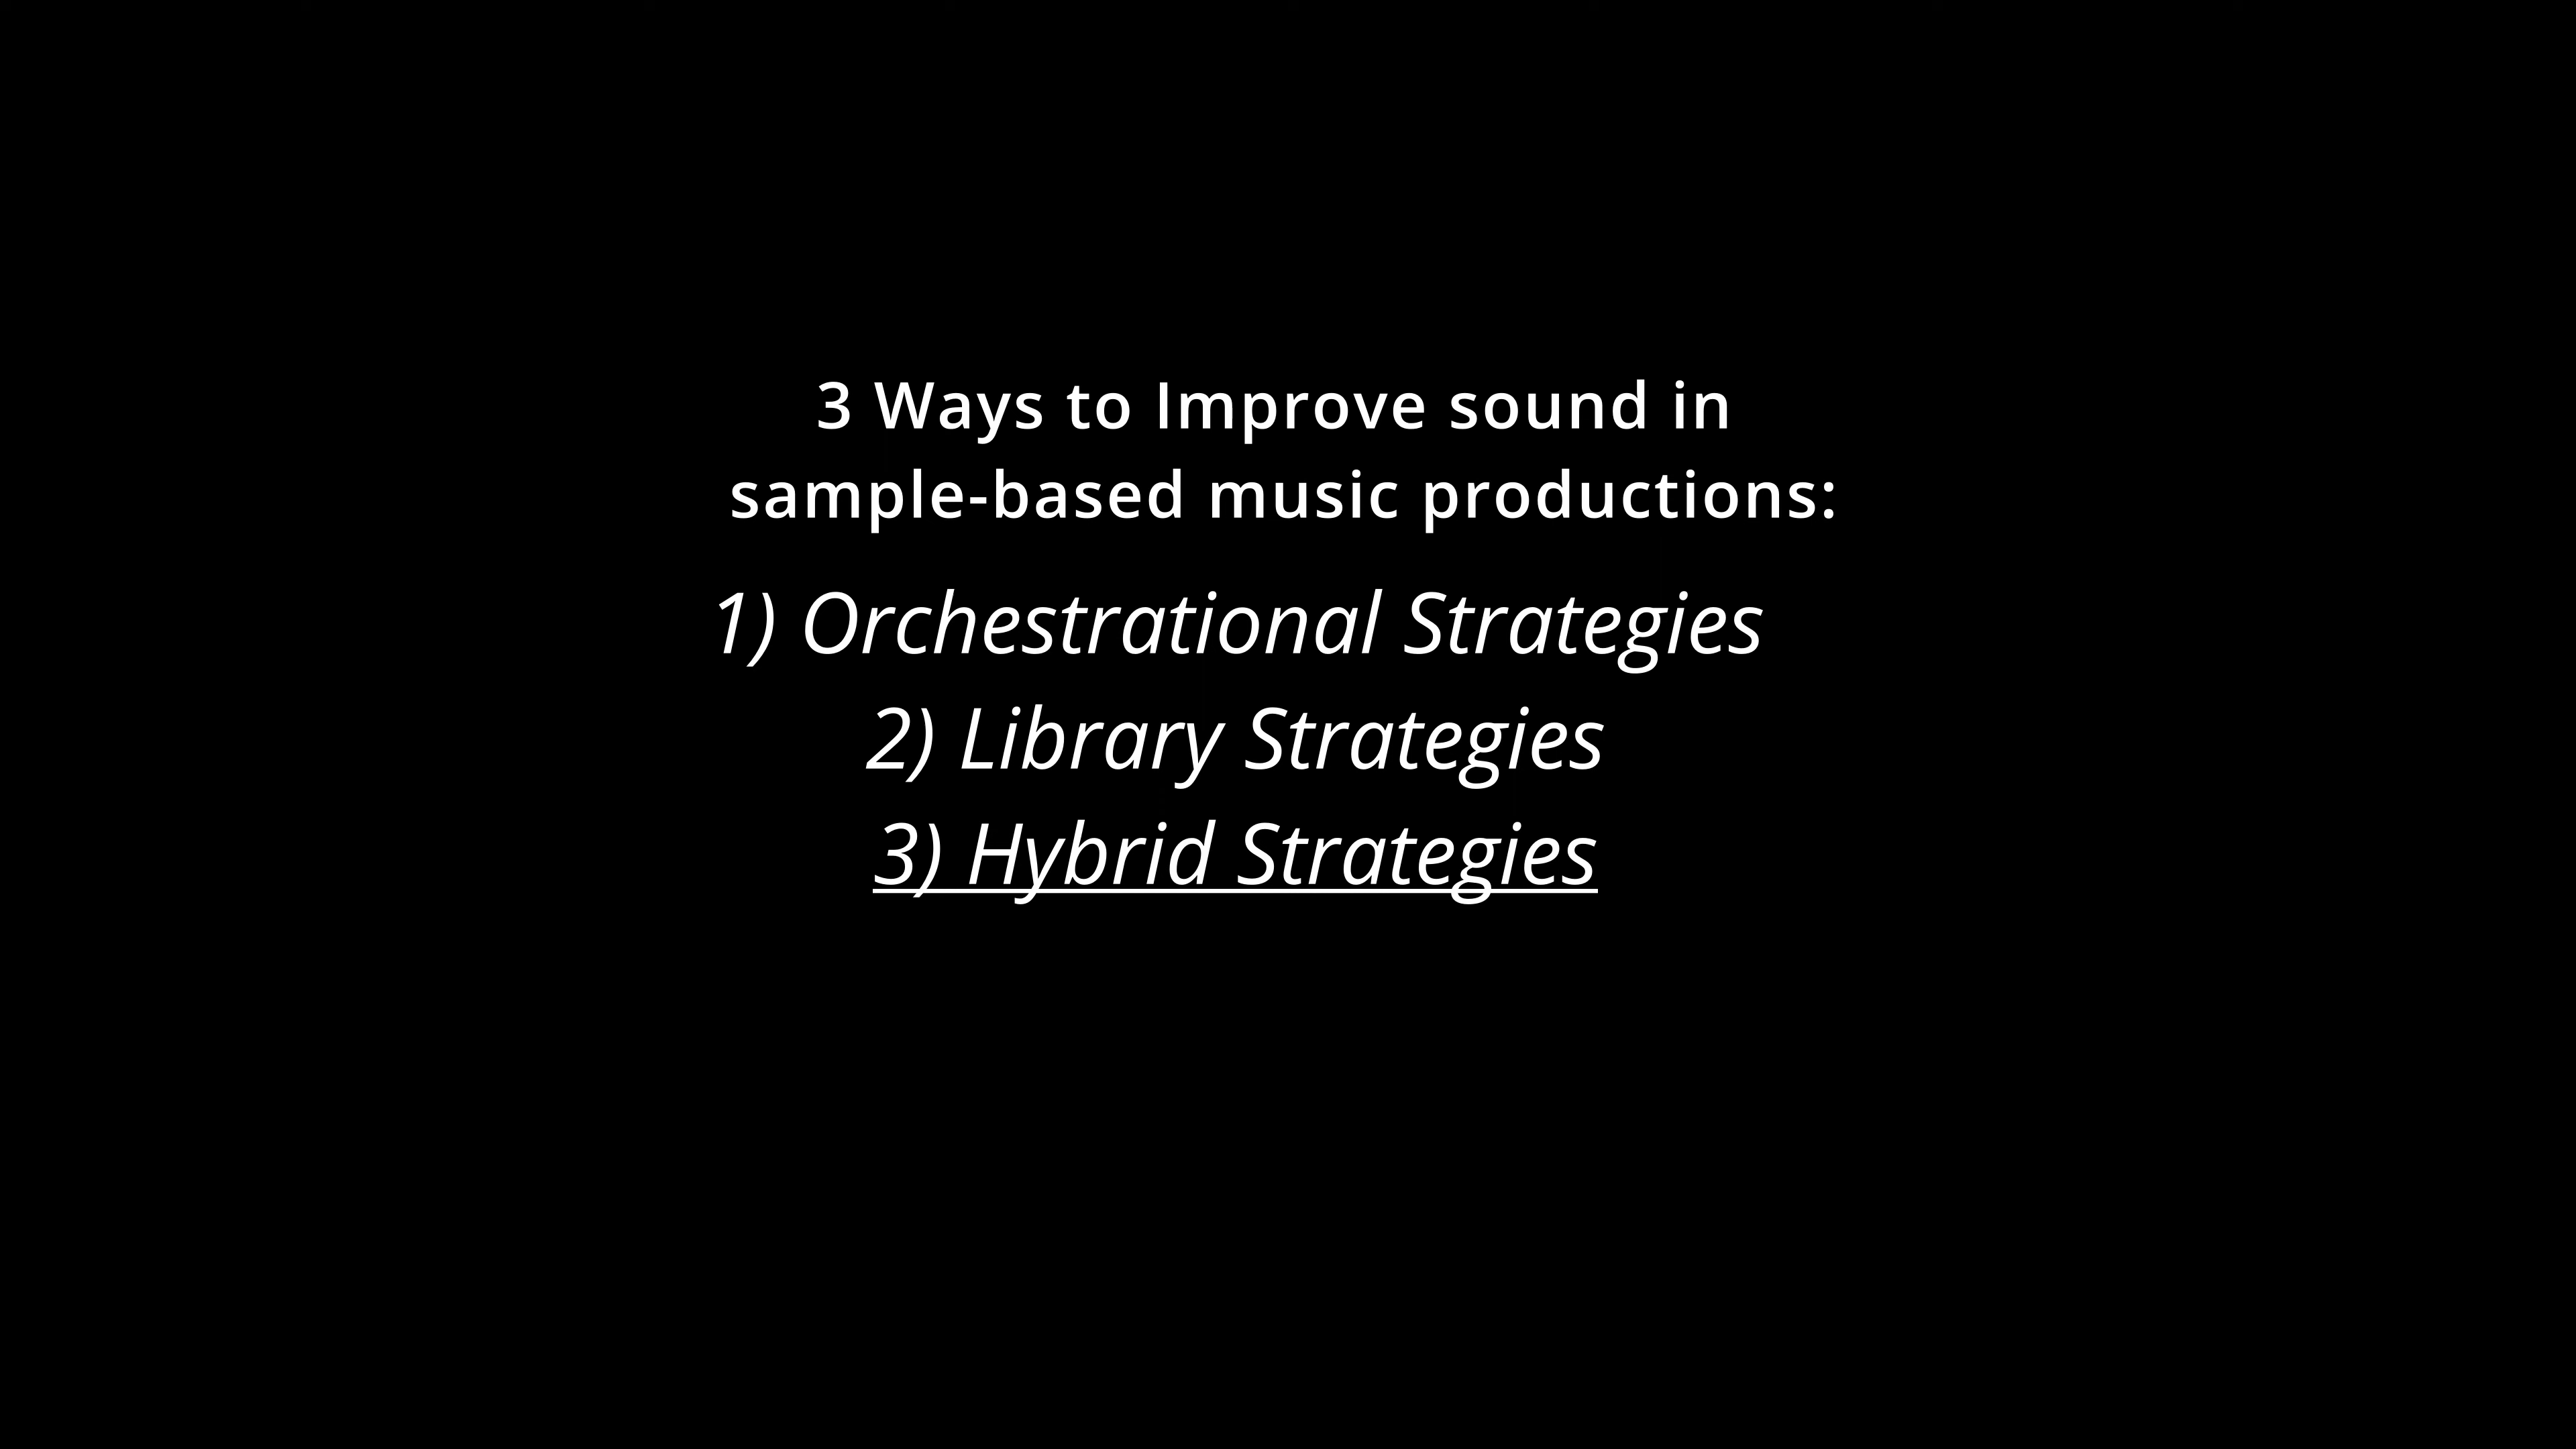 3 Ways to Improve sound in
sample-based music productions:
1) Orchestrational Strategies
2) Library Strategies
3) Hybrid Strategies